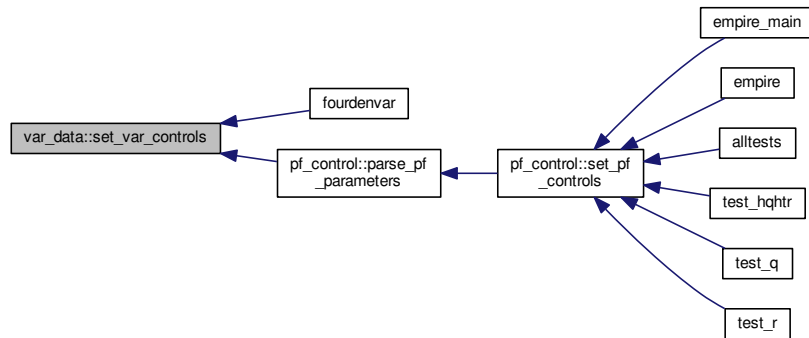 var_data::set_var_controls
fourdenvar
pf_control::parse_pf
_parameters
pf_control::set_pf
_controls
empire_main
empire
alltests
test_hqhtr
test_q
test_r